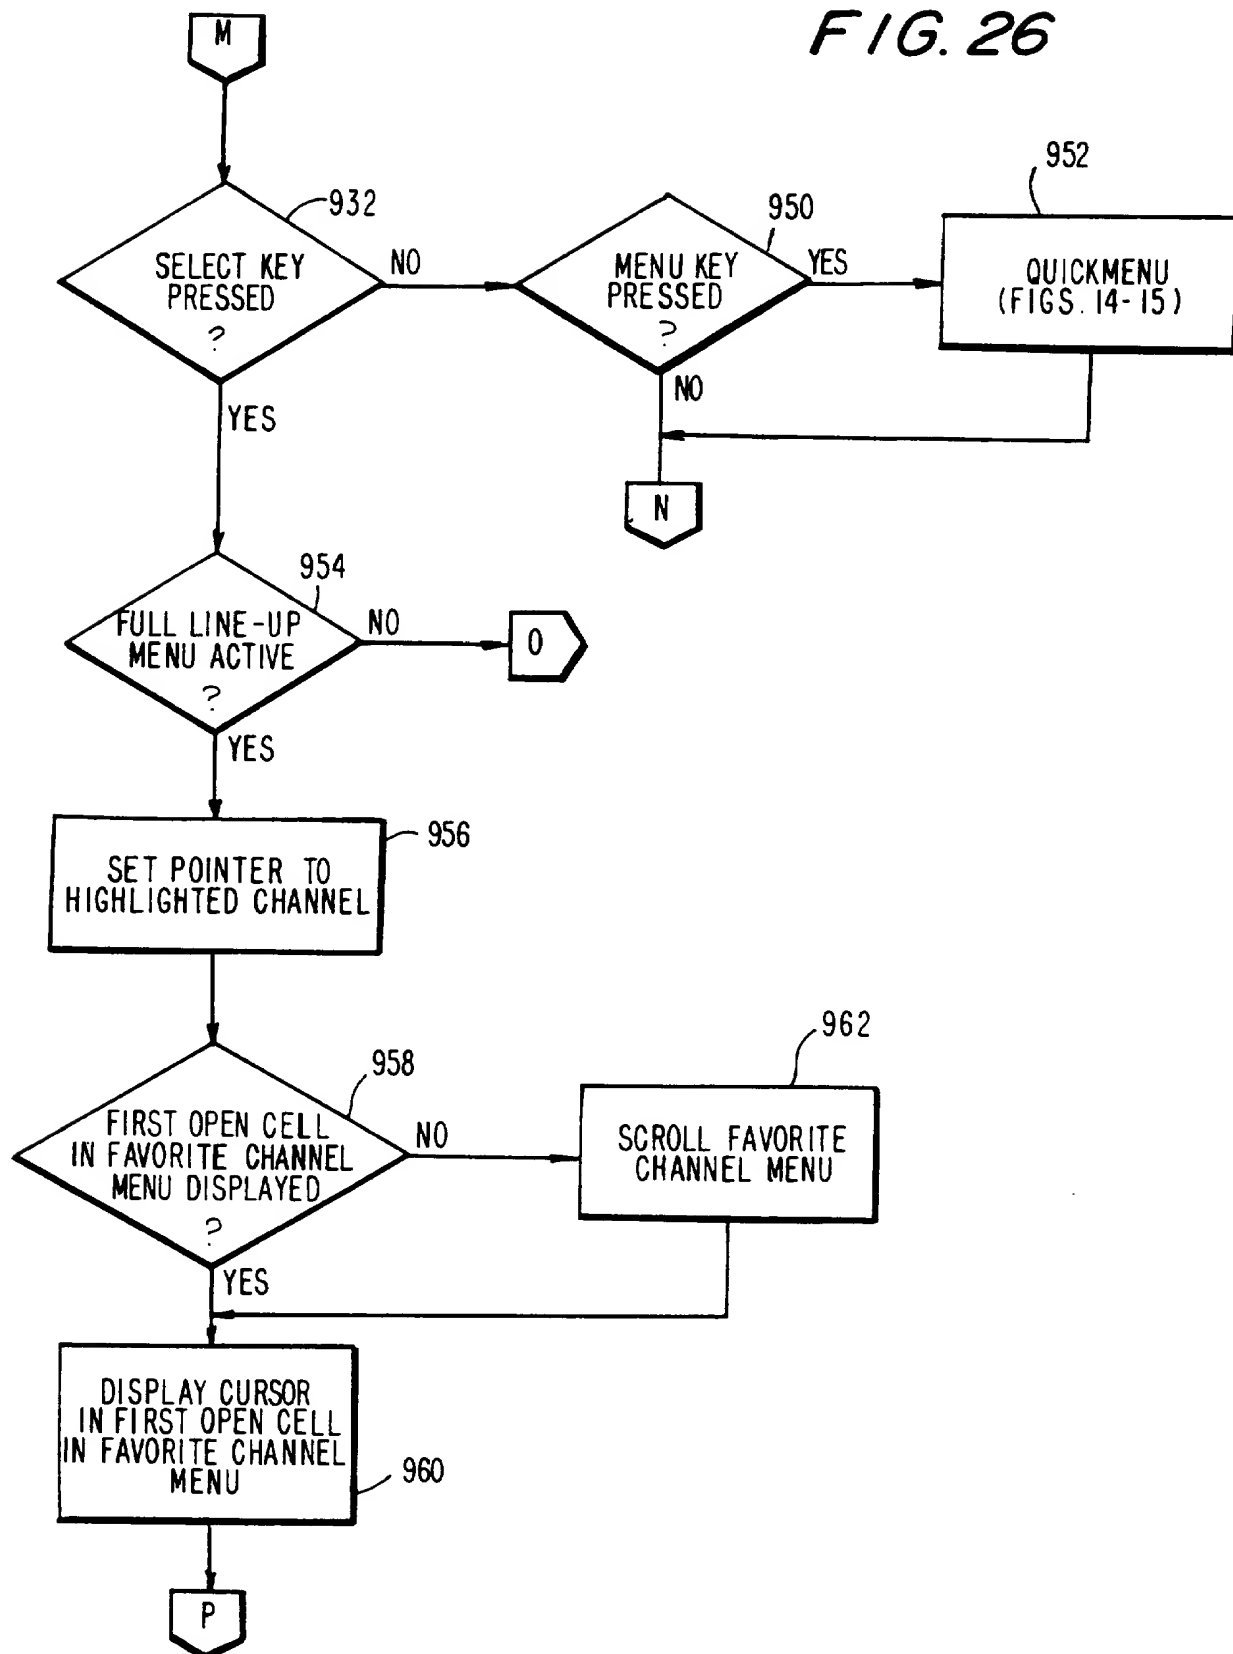 FIG. 26
M
932
SELECT KEY
PRESSED
?
NO
YES
950
MENU KEY
PRESSED
?
YES
NO
952
QUICKMENU
(FIGS. 14-15)
N
954
FULL LINE-UP
MENU ACTIVE
?
NO
O
YES
956
SET POINTER TO
HIGHLIGHTED CHANNEL
958
FIRST OPEN CELL
IN FAVORITE CHANNEL
MENU DISPLAYED
?
NO
YES
962
SCROLL FAVORITE
CHANNEL MENU
DISPLAY CURSOR
IN FIRST OPEN CELL
IN FAVORITE CHANNEL
MENU
960
P